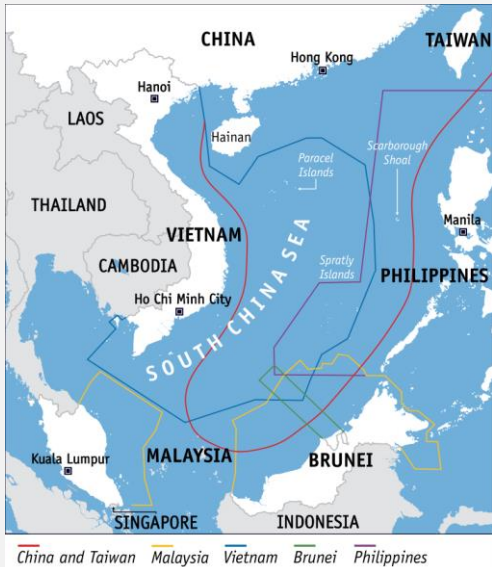 CHINA
TAIWAN
Hong Kong
Hanoi
LAOS
Hainan
Paracel
Islands
Scarborough
Shoal
THAILAND
VIETNAM
Manila
CAMBODIA
Spratly
Islands
PHILIPPINES
Ho Chi Minh City
SOUTH CHINA SEA
Kuala Lumpur
MALAYSIA
BRUNEI
SINGAPORE
INDONESIA
China and Taiwan Malaysia Vietnam Brunei Philippines